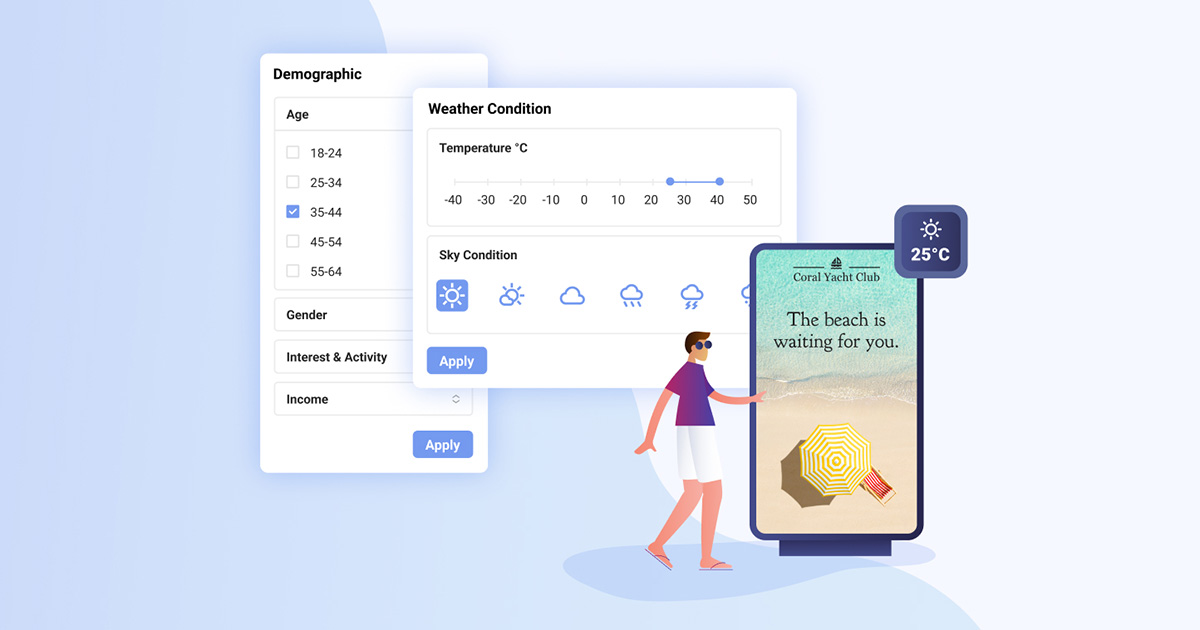 Demographic
Age
18-24
25-34
35-44
45-54
55-64
Gender
Interest & Activity
Income
Apply
Weather Condition
Temperature °C
-40 -30 -20 -10 0 10 20 30 40 50
Sky Condition
Apply
25°C
Coral Yacht Club
The beach is
waiting for you.